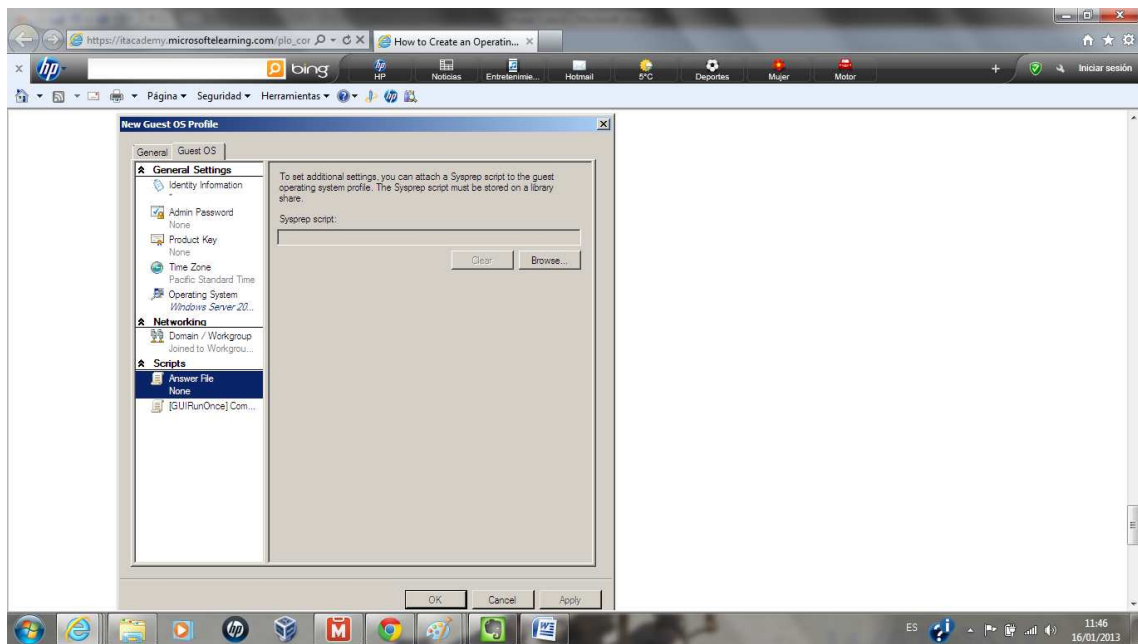 https://itacademy.microsoftelearning.com/plo_cor
How to Create an Operatin...
hp
bing
HP
Noticias
Entretenimie...
Hotmail
5°C
Deportes
Mujer
Motor
Iniciar sesión
Página
Seguridad
Herramientas
New Guest OS Profile
General
Guest OS
General Settings
Identity Information
-
Admin Password
None
Product Key
None
Time Zone
Pacific Standard Time
Operating System
Windows Server 20...
Networking
Domain / Workgroup
Joined to Workgrou...
Scripts
Answer File
None
[GUIRunOnce] Com...
To set additional settings, you can attach a Sysprep script to the guest
operating system profile. The Sysprep script must be stored on a library
share.
Sysprep script:
Clear
Browse...
OK
Cancel
Apply
hp
M
W
ES
11:46
16/01/2013